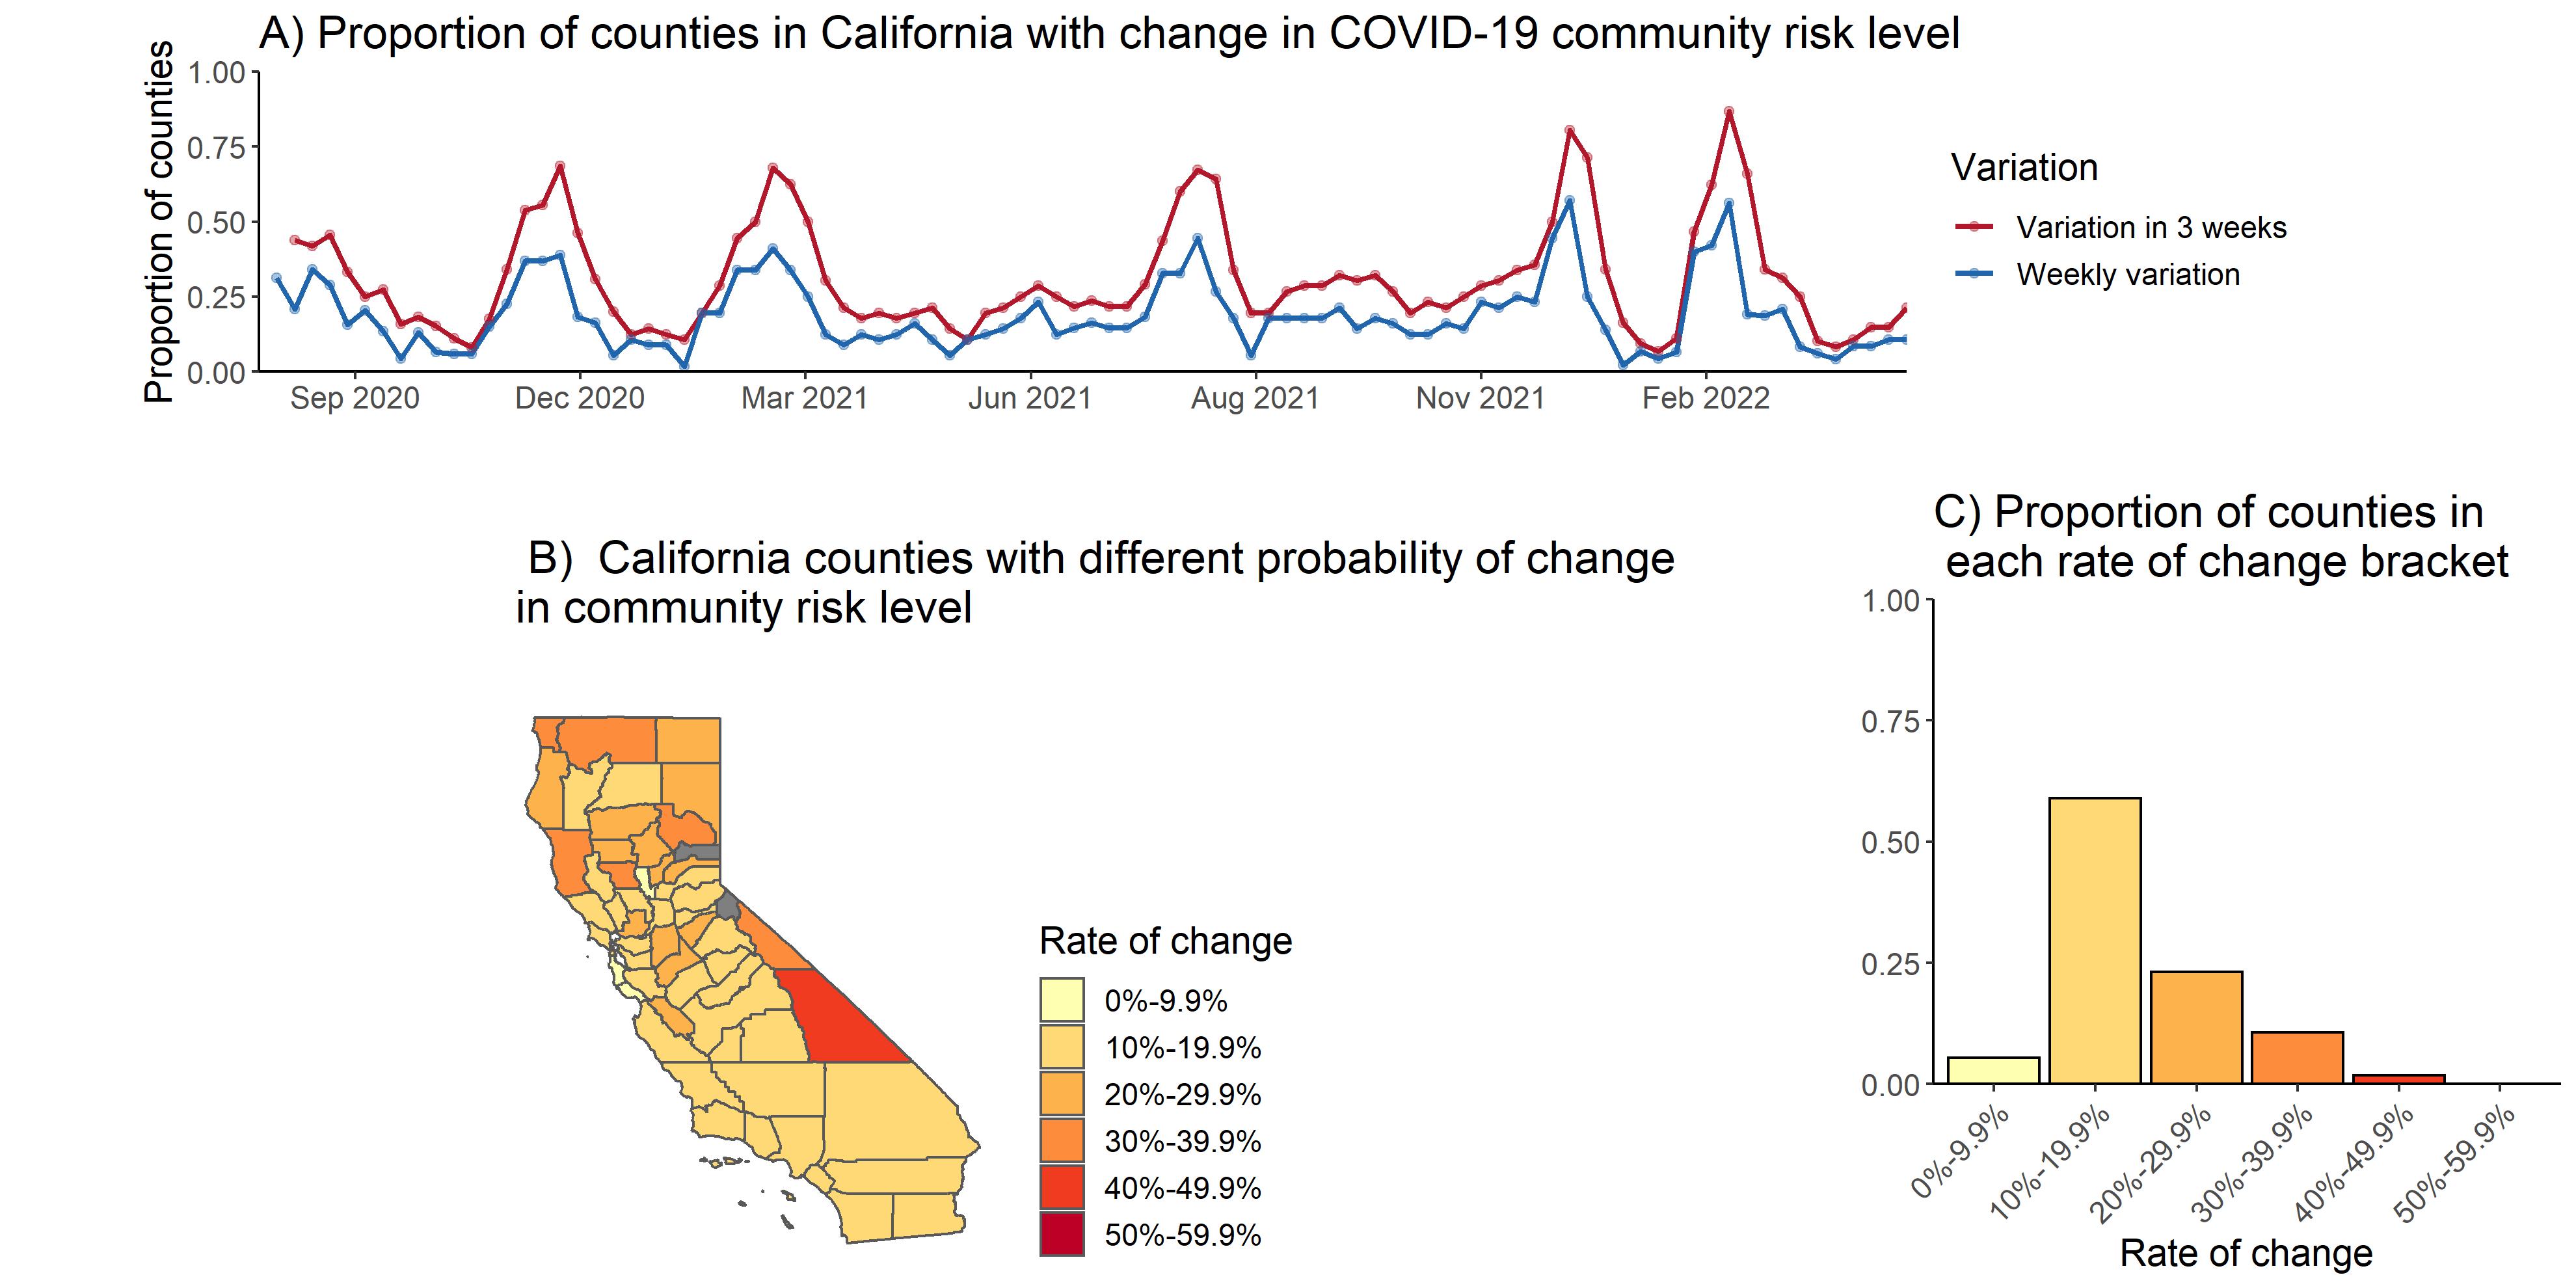 A) Proportion of counties in California with change in COVID-19 community risk level
Proportion of counties
1.00
0.75
0.50
0.25
0.00
Sep 2020
Dec 2020
Mar 2021
Jun 2021
Aug 2021
Nov 2021
Feb 2022
Variation
Variation in 3 weeks
Weekly variation
B) California counties with different probability of change
in community risk level
Rate of change
0%-9.9%
10%-19.9%
20%-29.9%
30%-39.9%
40%-49.9%
50%-59.9%
C) Proportion of counties in
each rate of change bracket
1.00
0.75
0.50
0.25
0.00
0%-9.9%
10%-19.9%
20%-29.9%
30%-39.9%
40%-49.9%
50%-59.9%
Rate of change